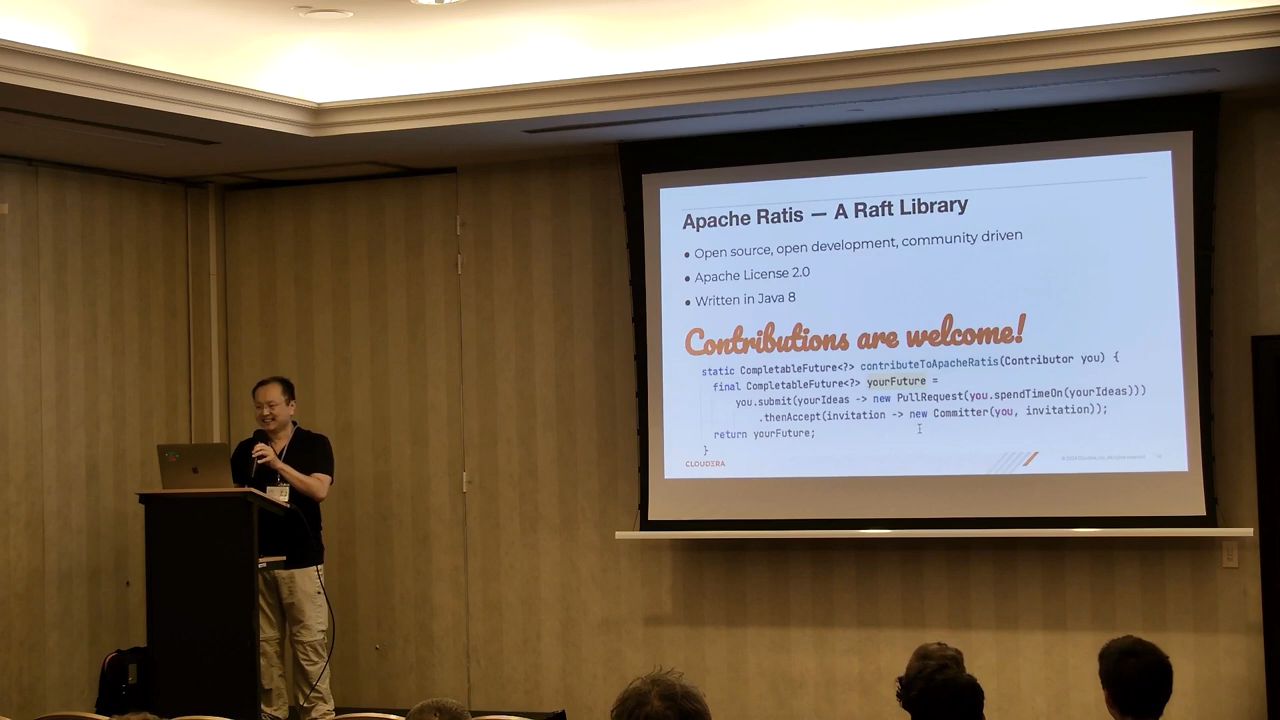 Apache Ratis — A Raft Library
• Open source, open development, community driven
• Apache License 2.0
• Written in Java 8
Contributions are welcome!
static CompletableFuture<?> contributeToApacheRatis(Contributor you) {
final CompletableFuture<?> yourFuture =
you.submit(yourIdeas -> new PullRequest(you.spendTimeOn(yourIdeas)))
.thenAccept(invitation -> new Committer(you, invitation));
return yourFuture;
}
CLOUDERA